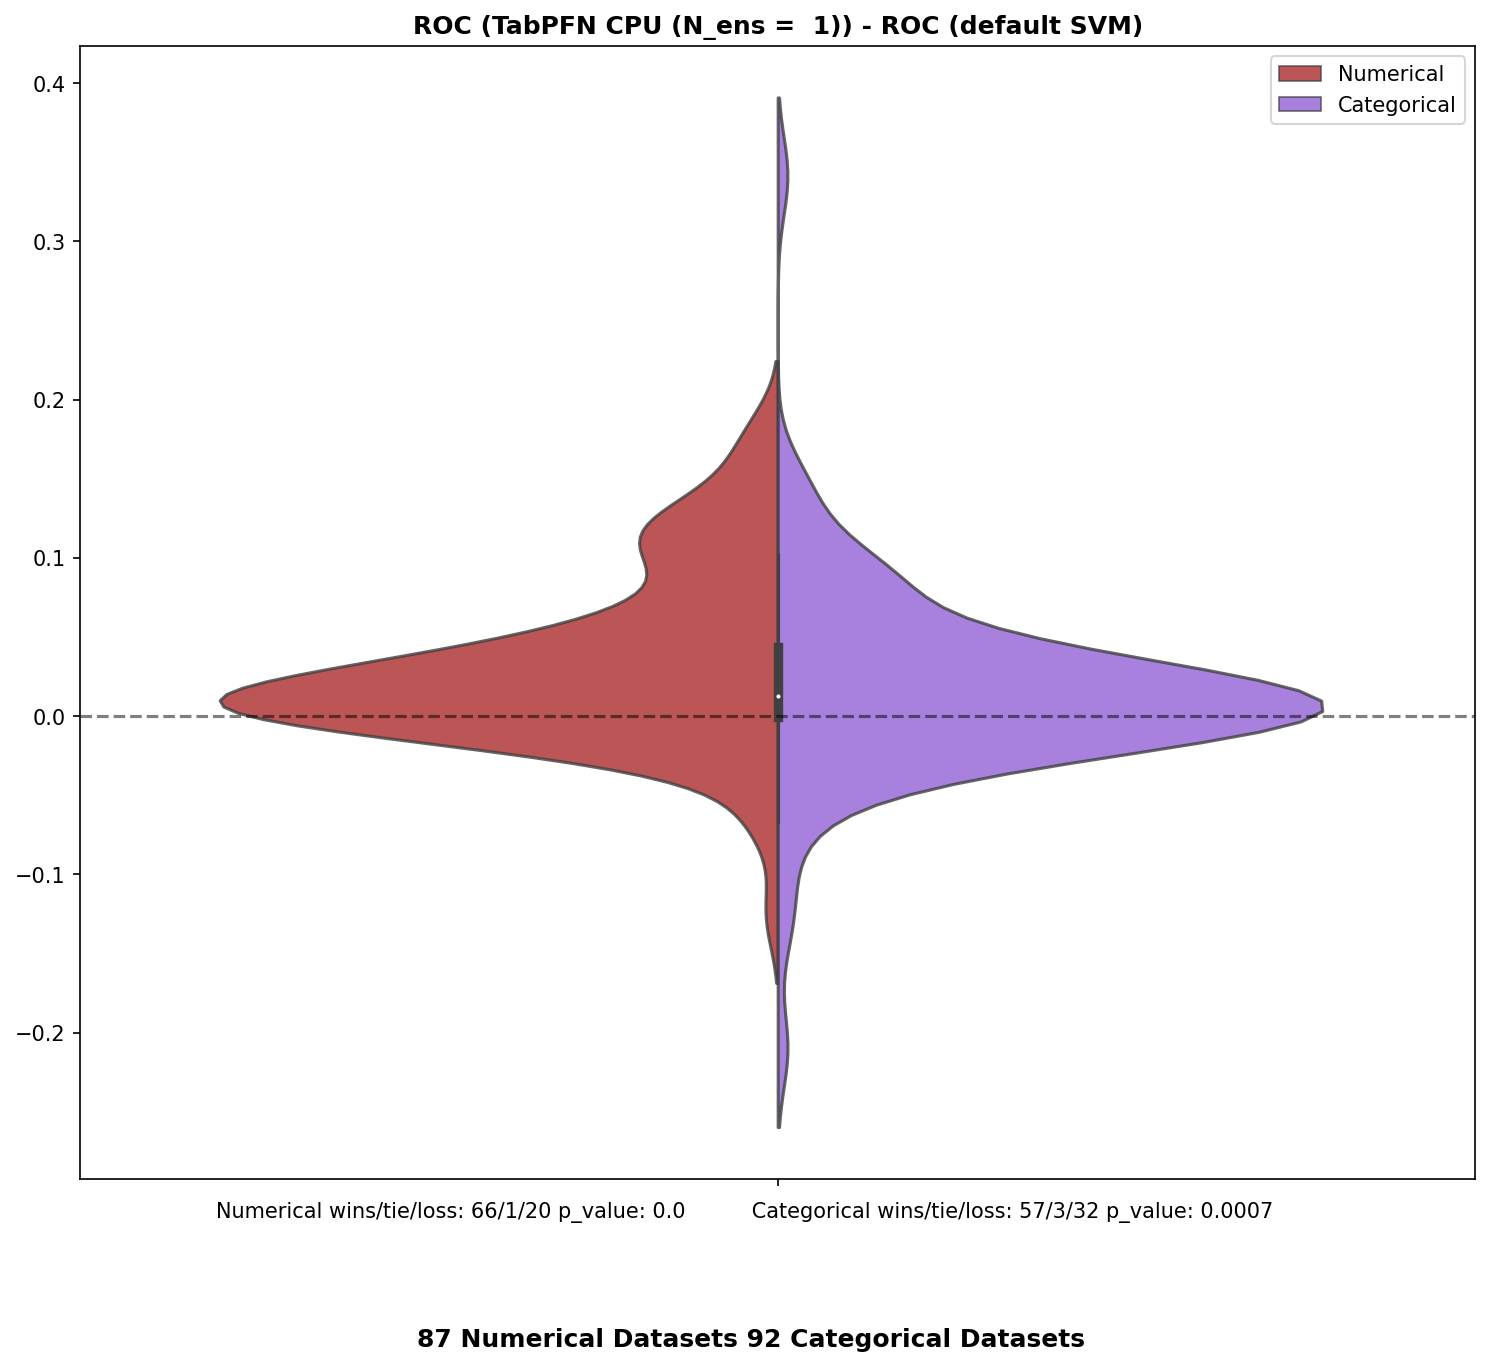 ROC (TabPFN CPU (N_ens =  1)) - ROC (default SVM)
Numerical
Categorical
0.4
0.3
0.2
0.1
0.0
−0.1
−0.2
Numerical wins/tie/loss: 66/1/20 p_value: 0.0
Categorical wins/tie/loss: 57/3/32 p_value: 0.0007
87 Numerical Datasets 92 Categorical Datasets